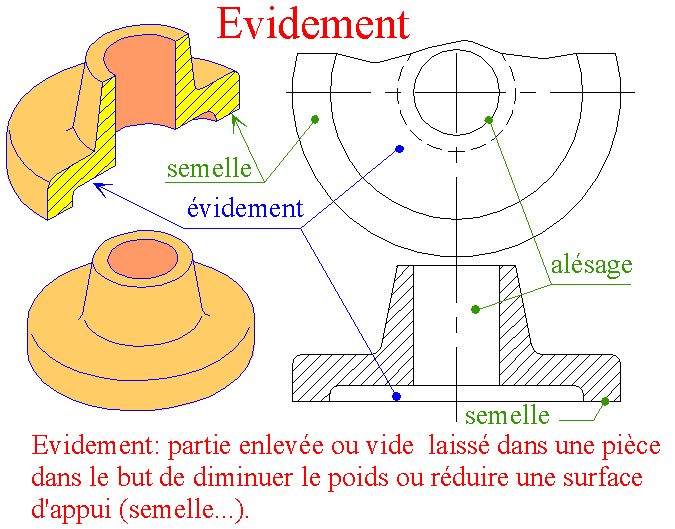 Evidement
semelle
évidement
alésage
semelle
Evidement: partie enlevée ou vide laissé dans une pièce
dans le but de diminuer le poids ou réduire une surface
d'appui (semelle...).